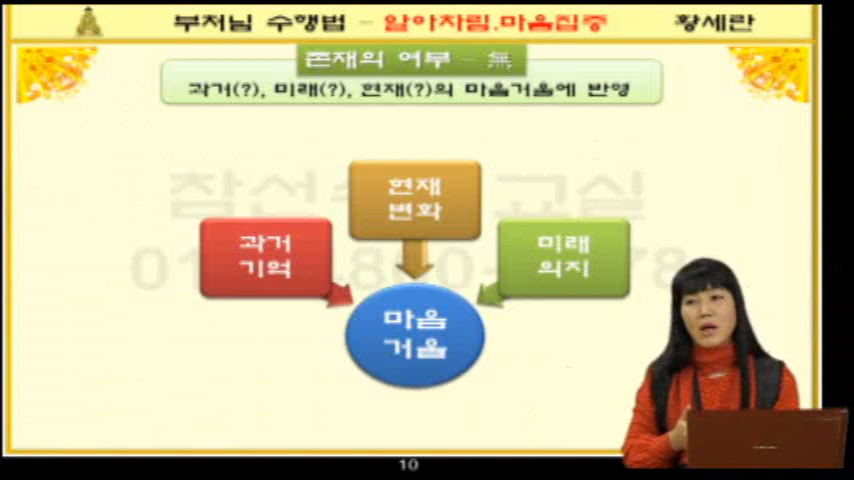 부처님 수행법 - 알아차림.마음집중 황세란
존재의 여부 - 無
과거(?), 미래(?), 현재(?)의 마음거울에 반영
현재
변화
과거
기억
미래
의지
마음
거울
10